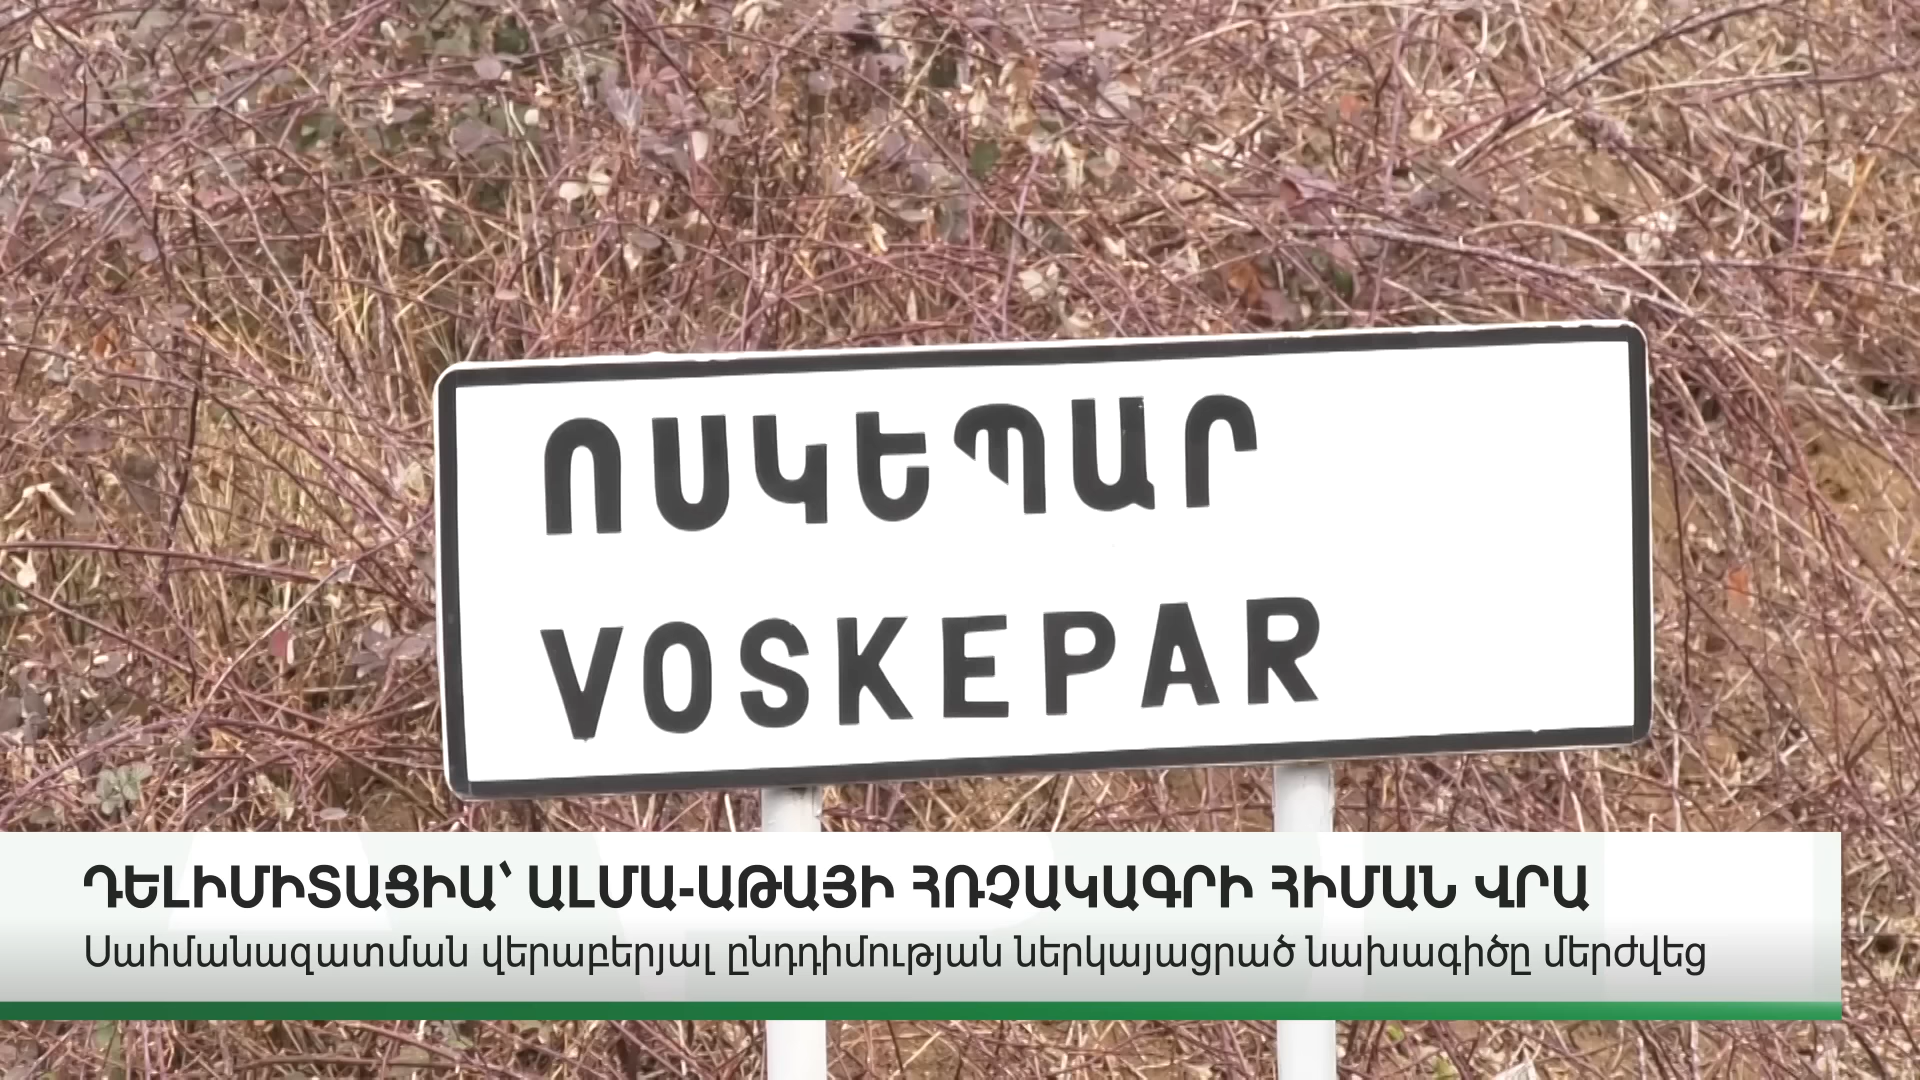 ՈՍԿԵՊԱՐ
VOSKEPAR
ԴԵԼԻՄԻՏԱՑԻԱ՝ ԱԼՄԱ-ԱԹԱՅԻ ՀՌՉԱԿԱԳՐԻ ՀԻՄԱՆ ՎՐԱ
Սահմանազատման վերաբերյալ ընդդիմության ներկայացրած նախագիծը մերժվեց